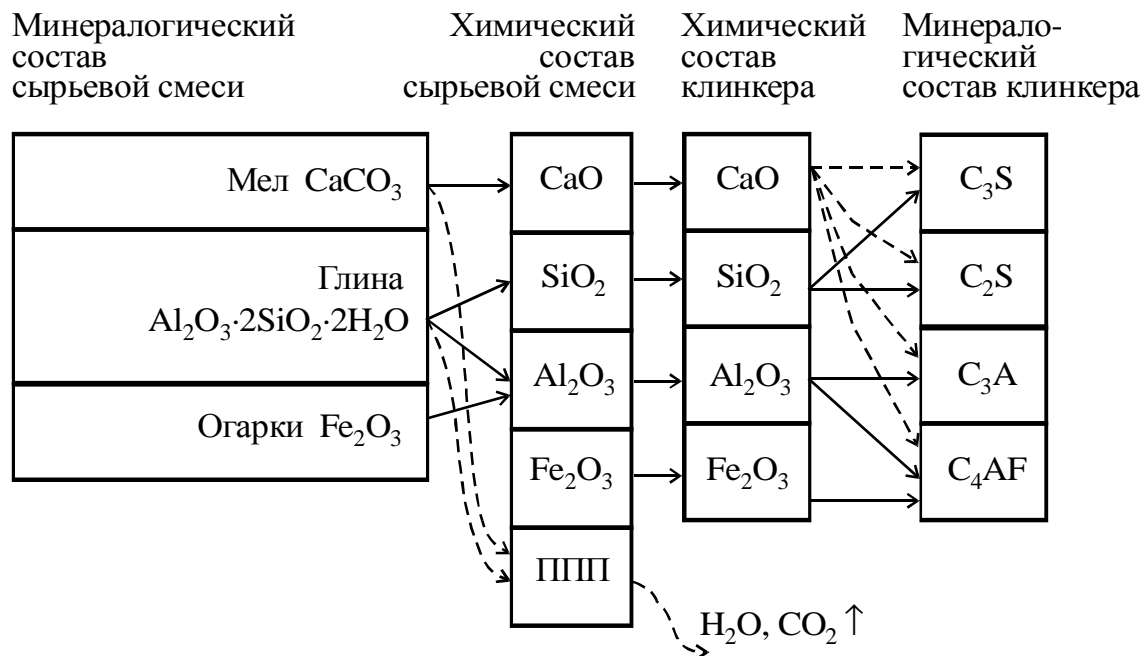 Минералогический
состав
сырьевой смеси
Химический
состав
сырьевой смеси
Химический
состав
клинкера
Минерало-
гический
состав клинкера
Мел CaCO₃
Глина
Al₂O₃·2SiO₂·2H₂O
Огарки Fe₂O₃
CaO
SiO₂
Al₂O₃
Fe₂O₃
ППП
CaO
SiO₂
Al₂O₃
Fe₂O₃
C₃S
C₂S
C₃A
C₄AF
H₂O, CO₂ ↑